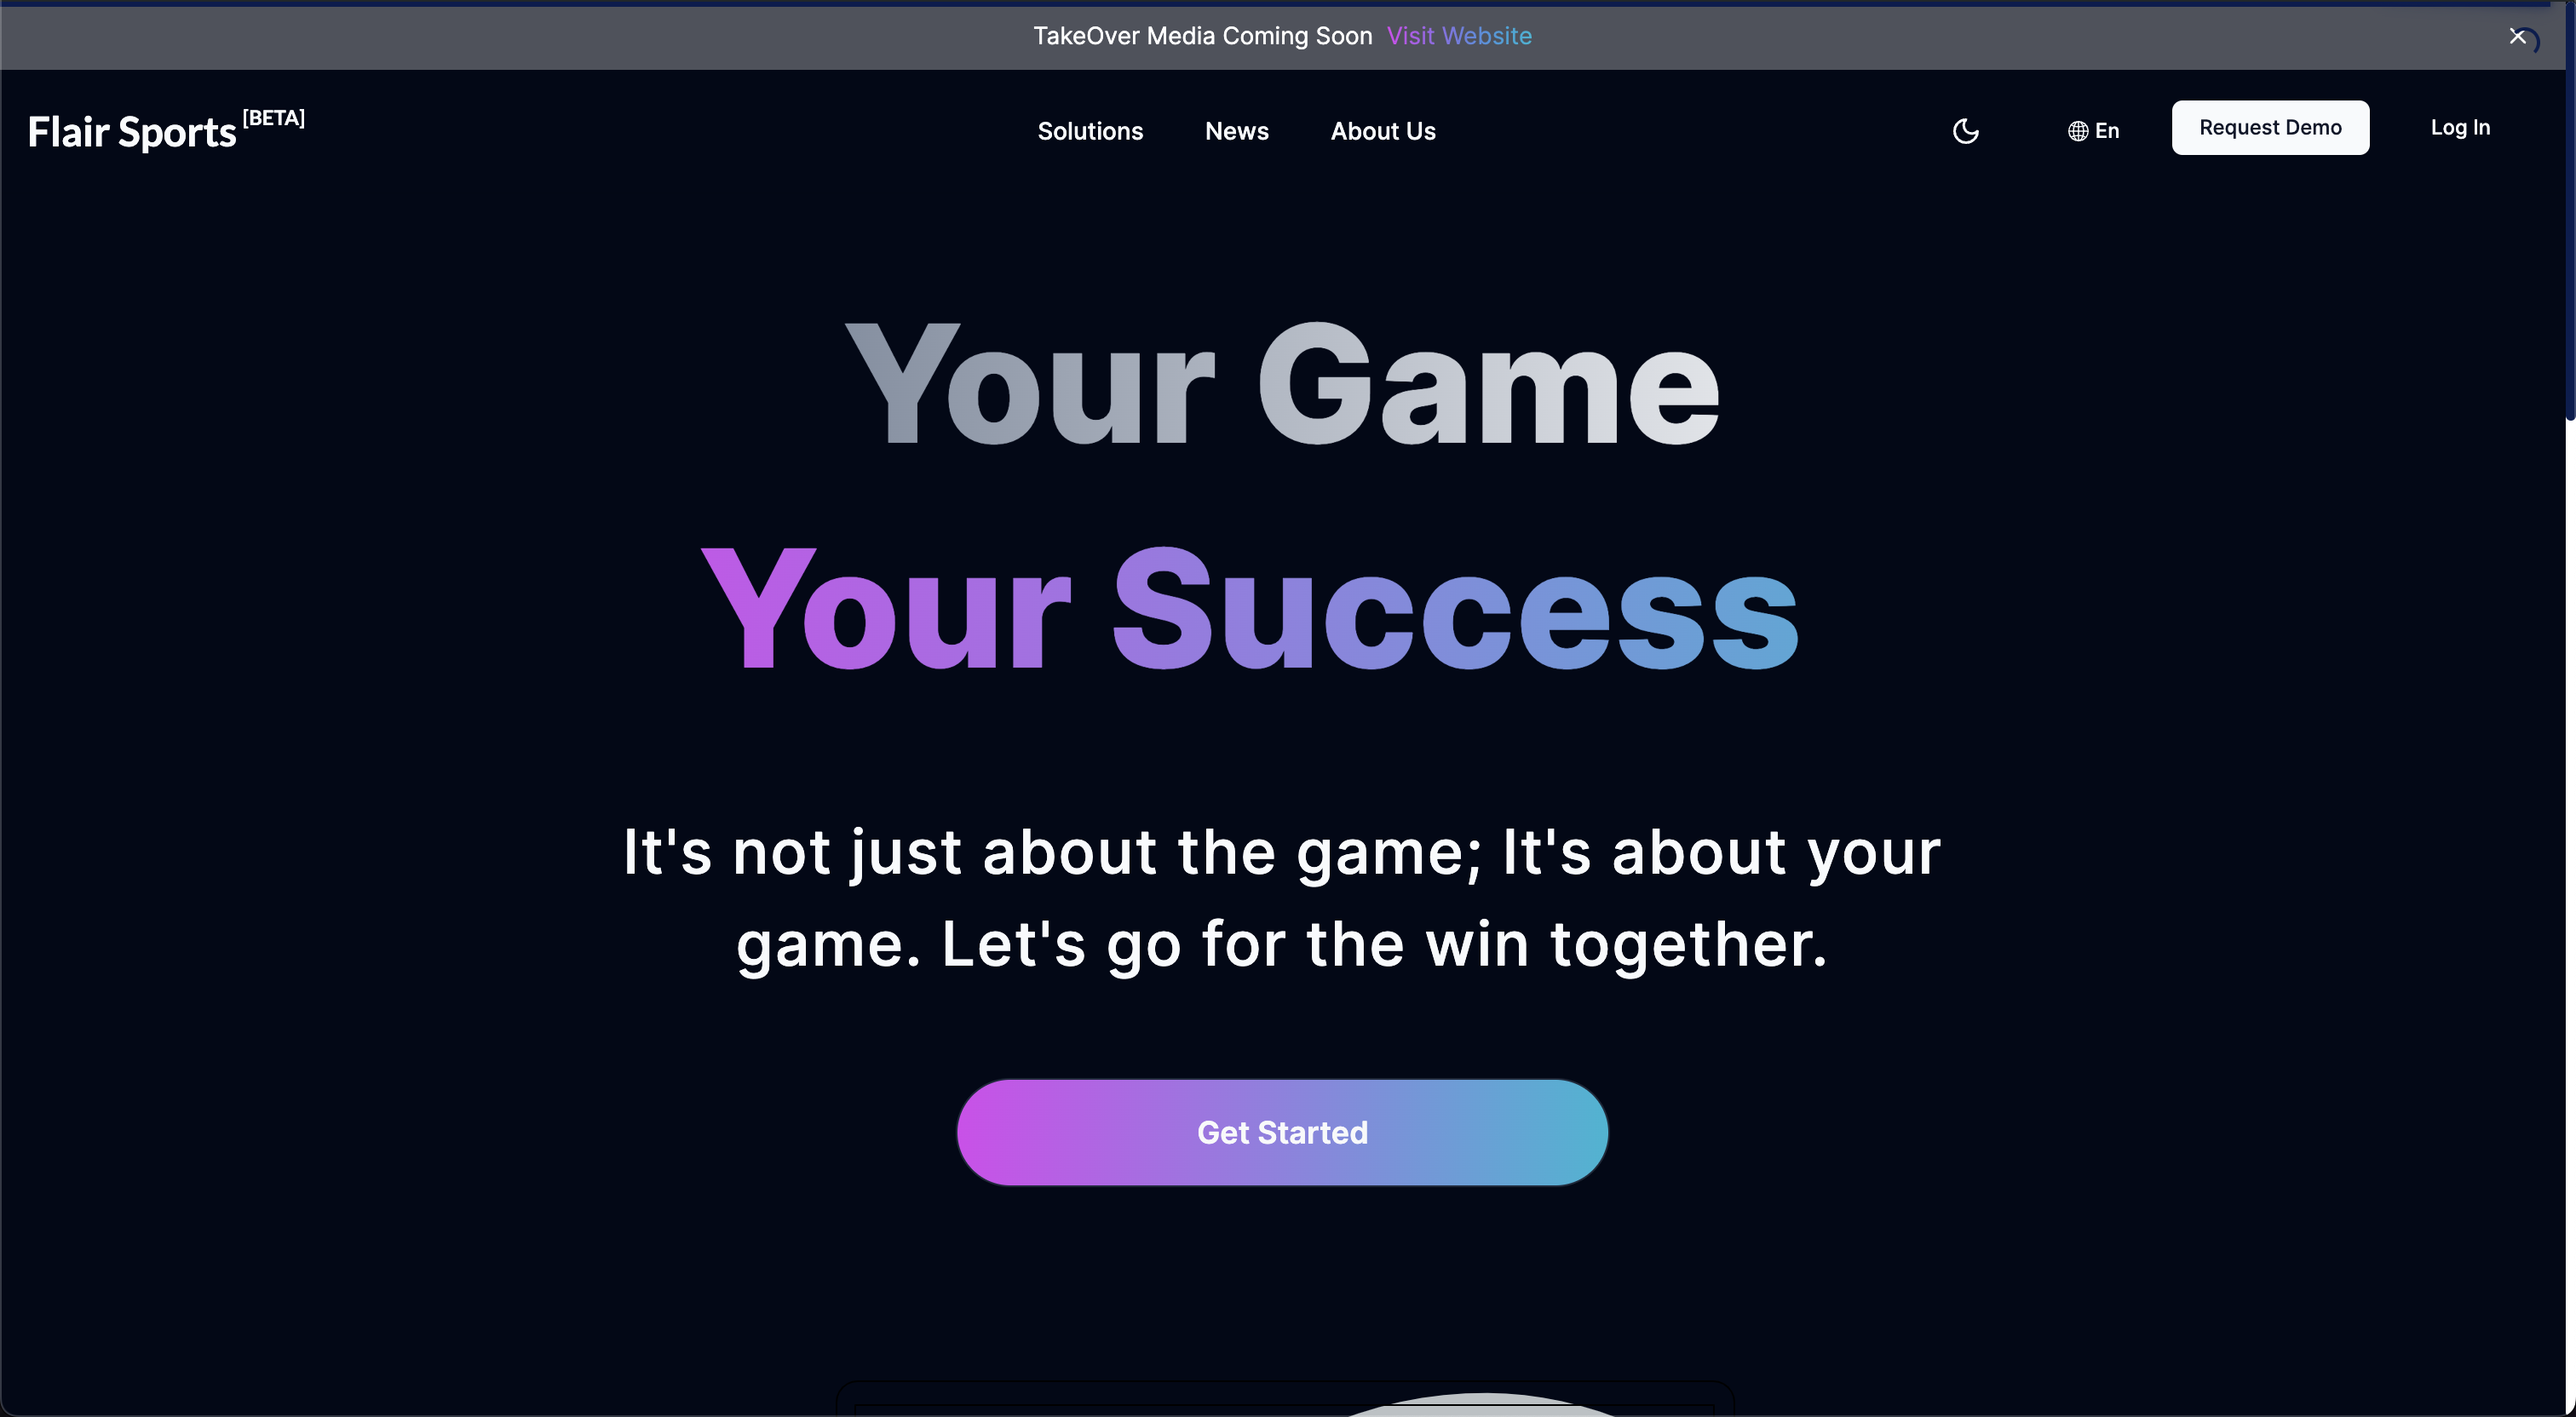 TakeOver Media Coming Soon Visit Website
Flair Sports [BETA]
Solutions News About Us
En Request Demo Log In
Your Game
Your Success
It's not just about the game; It's about your
game. Let's go for the win together.
Get Started